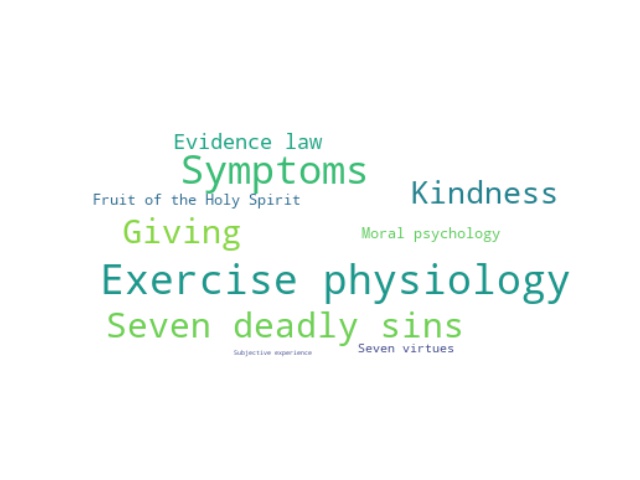 Evidence law
Symptoms
Kindness
Fruit of the Holy Spirit
Giving
Moral psychology
Exercise physiology
Seven deadly sins
Seven virtues
Subjective experience